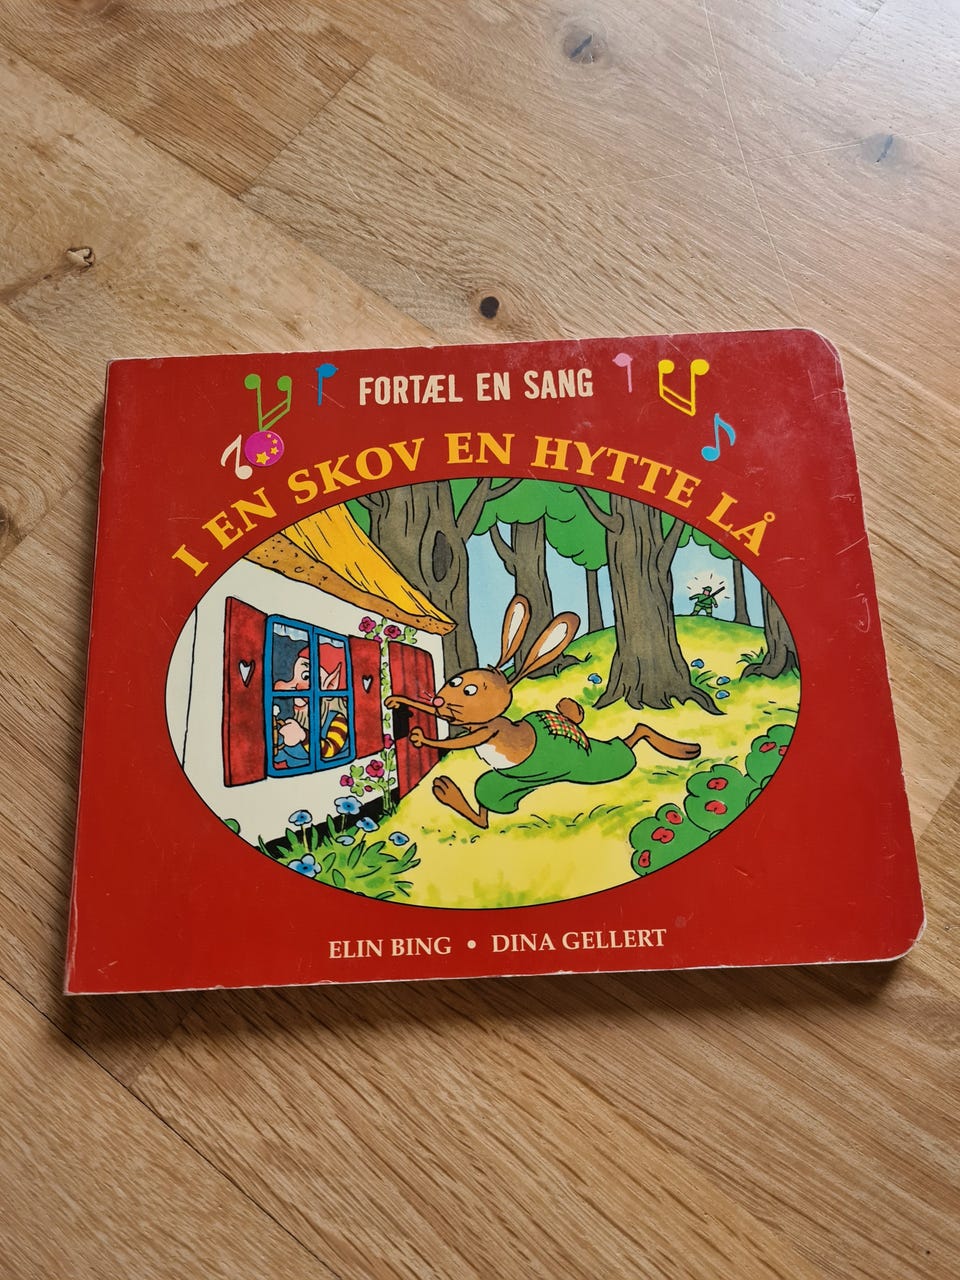 FORTÆL EN SANG
I EN SKOV EN HYTTE LÅ
ELIN BING • DINA GELLERT